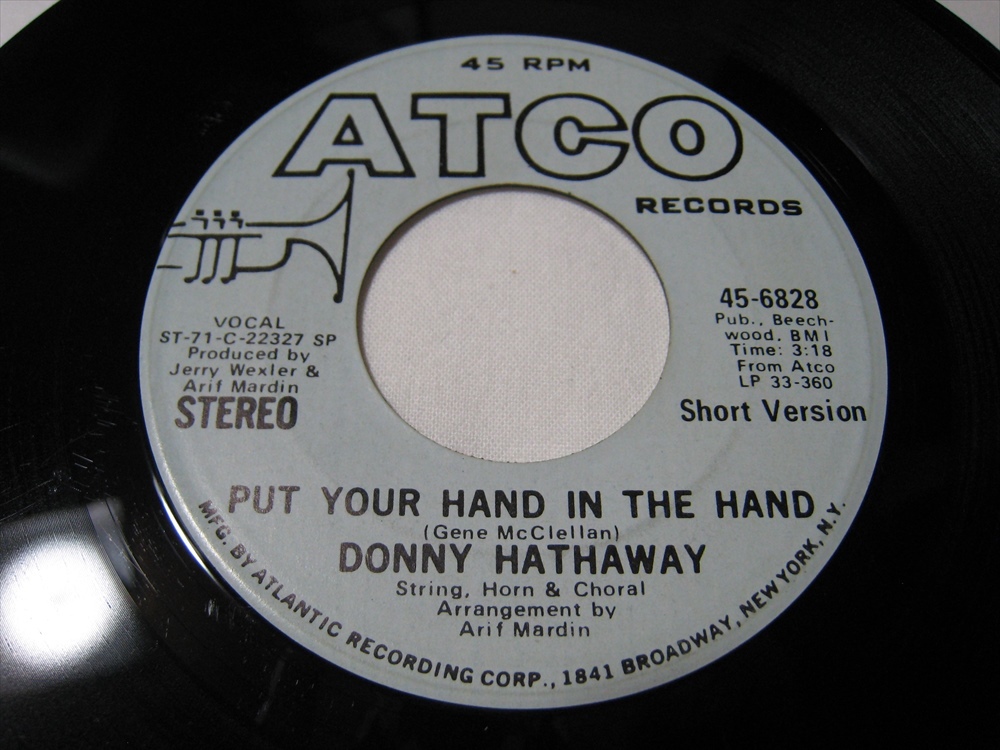 45 RPM
ATCO
RECORDS
VOCAL
ST-71-C-22327 SP
Produced by
Jerry Wexler &
Arif Mardin
STEREO
45-6828
Pub., Beech-
wood, BMI
Time: 3:18
From Atco
LP 33-360
Short Version
PUT YOUR HAND IN THE HAND
(Gene McClellan)
DONNY HATHAWAY
String, Horn & Choral
Arrangement by
Arif Mardin
MFG. BY ATLANTIC RECORDING CORP., 1841 BROADWAY, NEW YORK, N.Y.